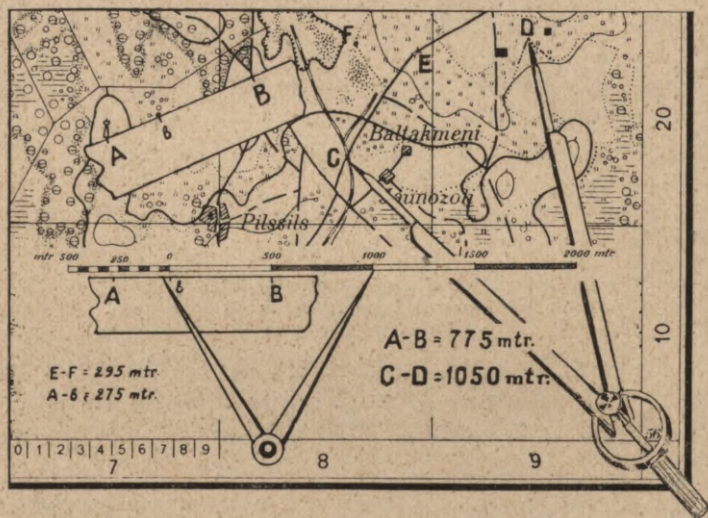 D
F
E
B
в
A
Baltakmeni
C
20
Pilssils
mtr 500 250 0 500 1000 1500 2000 mtr
A в B
A-B = 775 mtr.
C-D = 1050 mtr.
10
E-F = 295 mtr
A-в = 275 mtr.
0 1 2 3 4 5 6 7 8 9
7 8 9